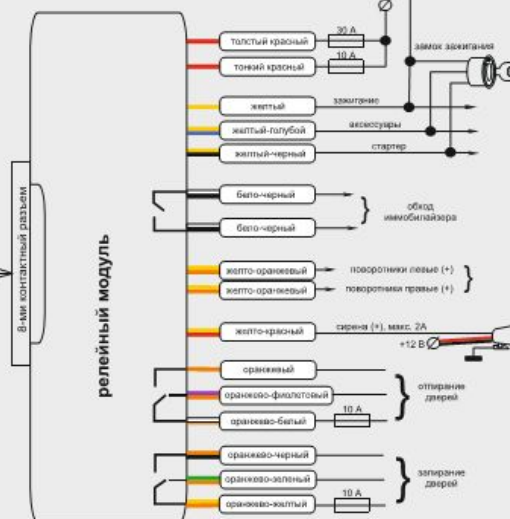 30 А
толстый красный
10 А
тонкий красный
замок зажигания
желтый
зажигание
желтый-голубой
аксессуары
желтый-черный
стартер
бело-черный
обход
иммобилайзера
бело-черный
8-ми контактный разъем
релейный модуль
желто-оранжевый
поворотники левые (+)
желто-оранжевый
поворотники правые (+)
желто-красный
сирена (+), макс. 2А
+12 В
оранжевый
оранжево-фиолетовый
отпирание
дверей
оранжево-белый
10 А
оранжево-черный
оранжево-зеленый
запирание
дверей
оранжево-желтый
10 А